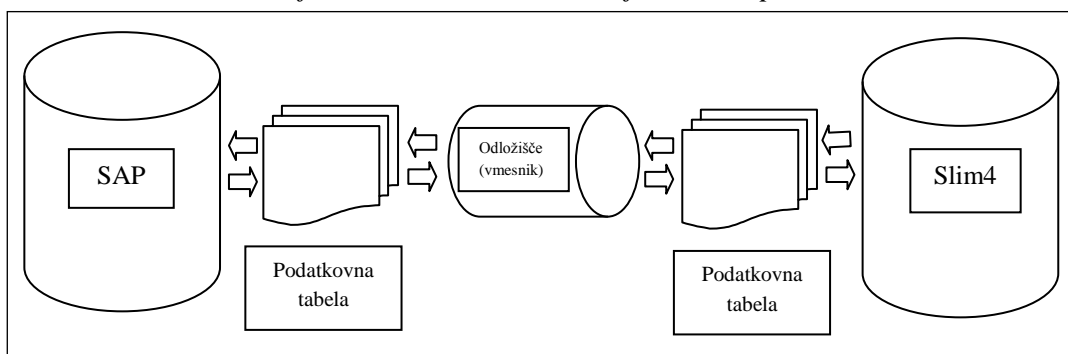 SAP
Odložišče
(vmesnik)
Slim4
Podatkovna
tabela
Podatkovna
tabela